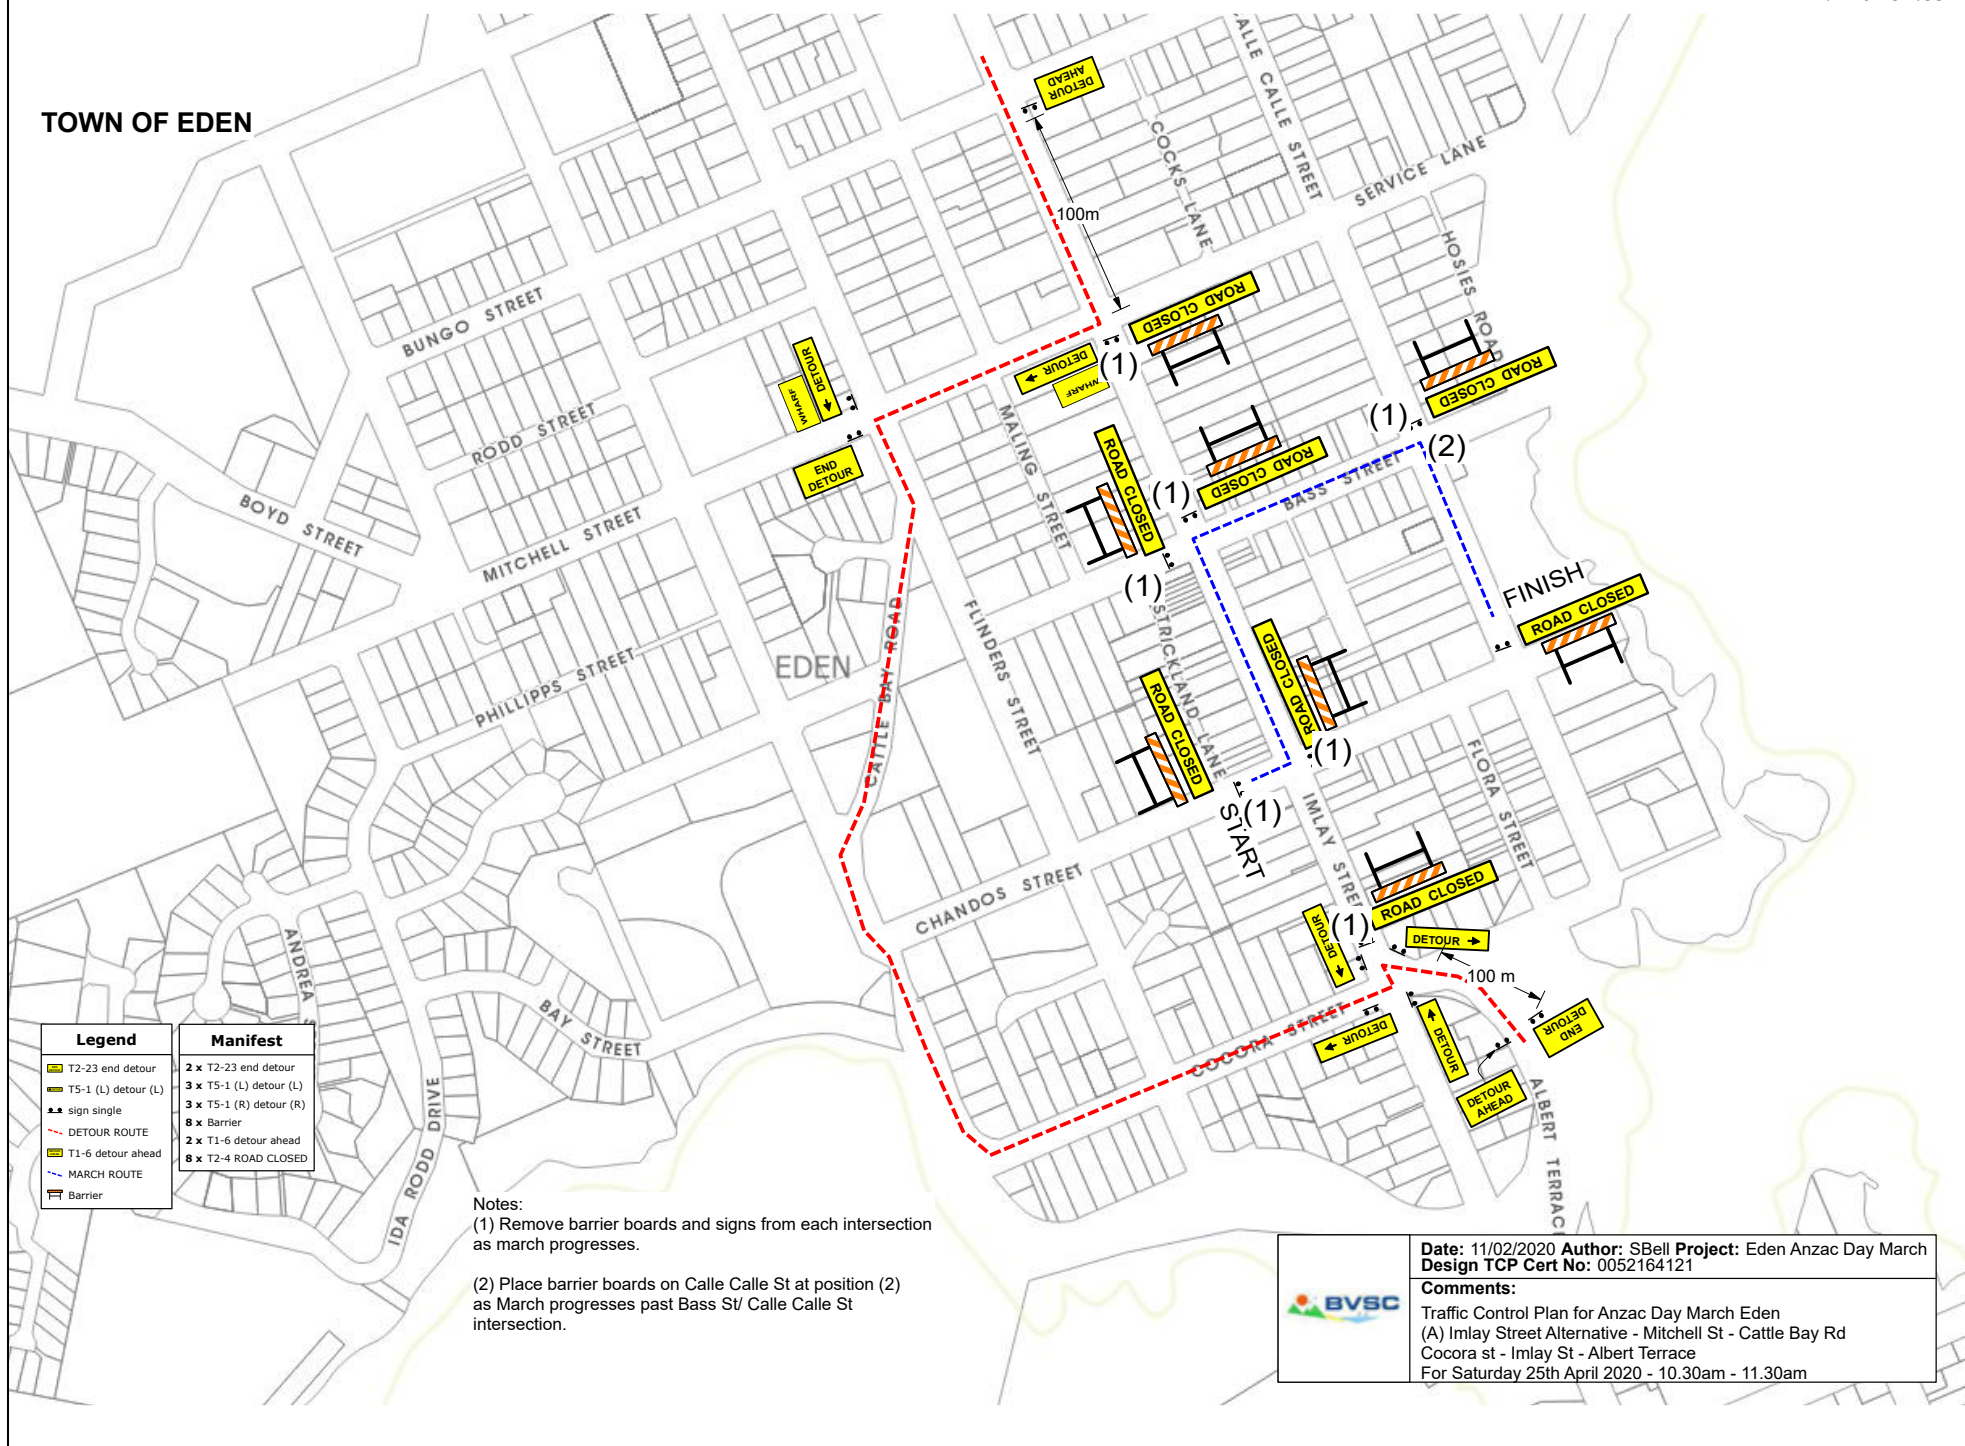 TOWN OF EDEN
DETOUR
AHEAD
CALLE CALLE STREET
COCKS LANE
SERVICE LANE
100m
HOSIES ROAD
BUNGO STREET
ROAD CLOSED
(1)
DETOUR
WHARF
DETOUR
WHARF
ROAD CLOSED
(1)
(2)
RODD STREET
MALING STREET
END
DETOUR
ROAD CLOSED
ROAD CLOSED
(1)
BASS STREET
BOYD STREET
MITCHELL STREET
(1)
FINISH
ROAD CLOSED
CATTLE BAY ROAD
FLINDERS STREET
STRICKLAND LANE
EDEN
PHILLIPPS STREET
ROAD CLOSED
ROAD CLOSED
(1)
(1)
START
FLORA STREET
IMLAY STREET
CHANDOS STREET
ROAD CLOSED
(1)
DETOUR
DETOUR
100 m
ANDREA
BAY STREET
COCORA STREET
DETOUR
DETOUR
END
DETOUR
DETOUR
AHEAD
ALBERT TERRACE
IDA RODD DRIVE
Legend
T2-23 end detour
T5-1 (L) detour (L)
sign single
DETOUR ROUTE
T1-6 detour ahead
MARCH ROUTE
Barrier
Manifest
2 x T2-23 end detour
3 x T5-1 (L) detour (L)
3 x T5-1 (R) detour (R)
8 x Barrier
2 x T1-6 detour ahead
8 x T2-4 ROAD CLOSED
Notes:
(1) Remove barrier boards and signs from each intersection
as march progresses.
(2) Place barrier boards on Calle Calle St at position (2)
as March progresses past Bass St/ Calle Calle St
intersection.
BVSC
Date: 11/02/2020 Author: SBell Project: Eden Anzac Day March
Design TCP Cert No: 0052164121
Comments:
Traffic Control Plan for Anzac Day March Eden
(A) Imlay Street Alternative - Mitchell St - Cattle Bay Rd
Cocora st - Imlay St - Albert Terrace
For Saturday 25th April 2020 - 10.30am - 11.30am